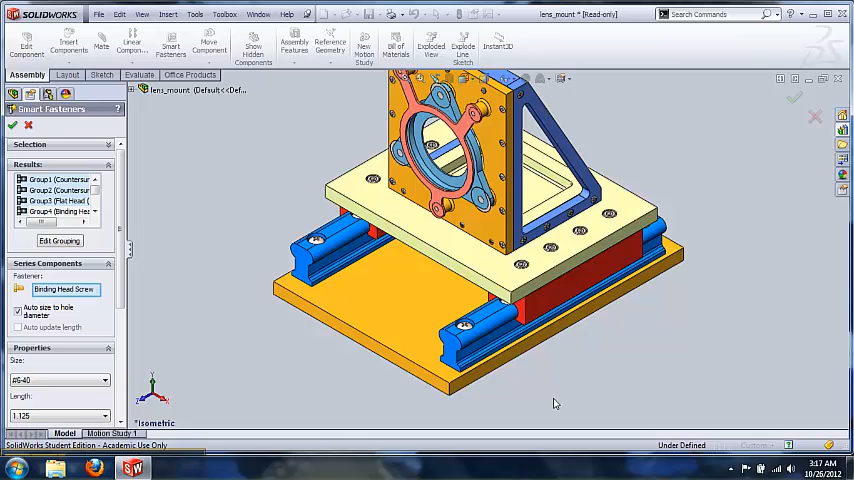 SOLIDWORKS File Edit View Insert Tools Toolbox Window Help lens_mount * [Read-only] Search Commands
Edit Component Insert Components Mate Linear Compon... Smart Fasteners Move Component Show Hidden Components Assembly Features Reference Geometry New Motion Study Bill of Materials Exploded View Explode Line Sketch Instant3D
Assembly Layout Sketch Evaluate Office Products
lens_mount (Default<<Def...
Smart Fasteners ?
Selection
Results:
Group1 (Countersun
Group2 (Countersun
Group3 (Flat Head (
Group4 (Binding Hea
Edit Grouping
Series Components
Fastener:
Binding Head Screw
Auto size to hole
diameter
Auto update length
Properties
Size:
#6-40
Length:
1.125
Y
X
Z
*Isometric
Model Motion Study 1
SolidWorks Student Edition - Academic Use Only Under Defined Custom
SW 3:17 AM
10/26/2012